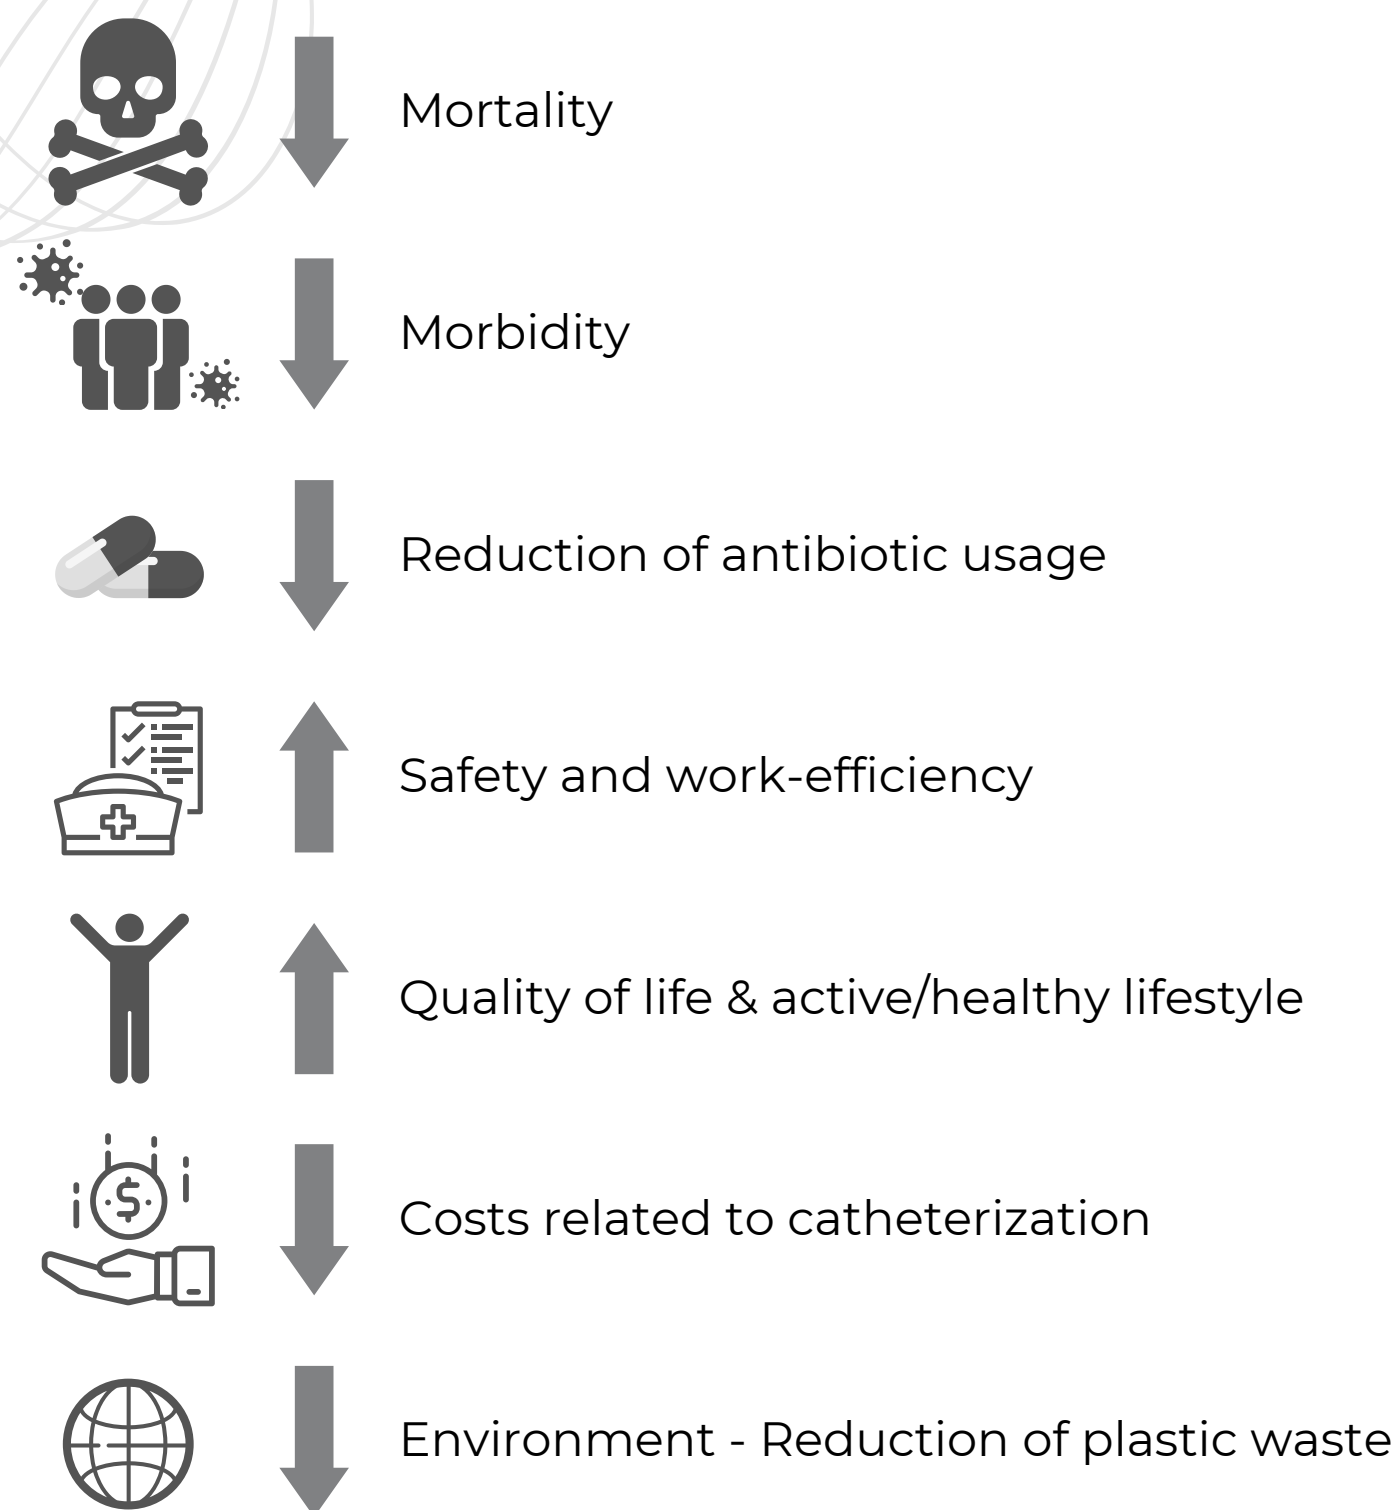 Mortality
Morbidity
Reduction of antibiotic usage
Safety and work-efficiency
Quality of life & active/healthy lifestyle
$
Costs related to catheterization
Environment - Reduction of plastic waste